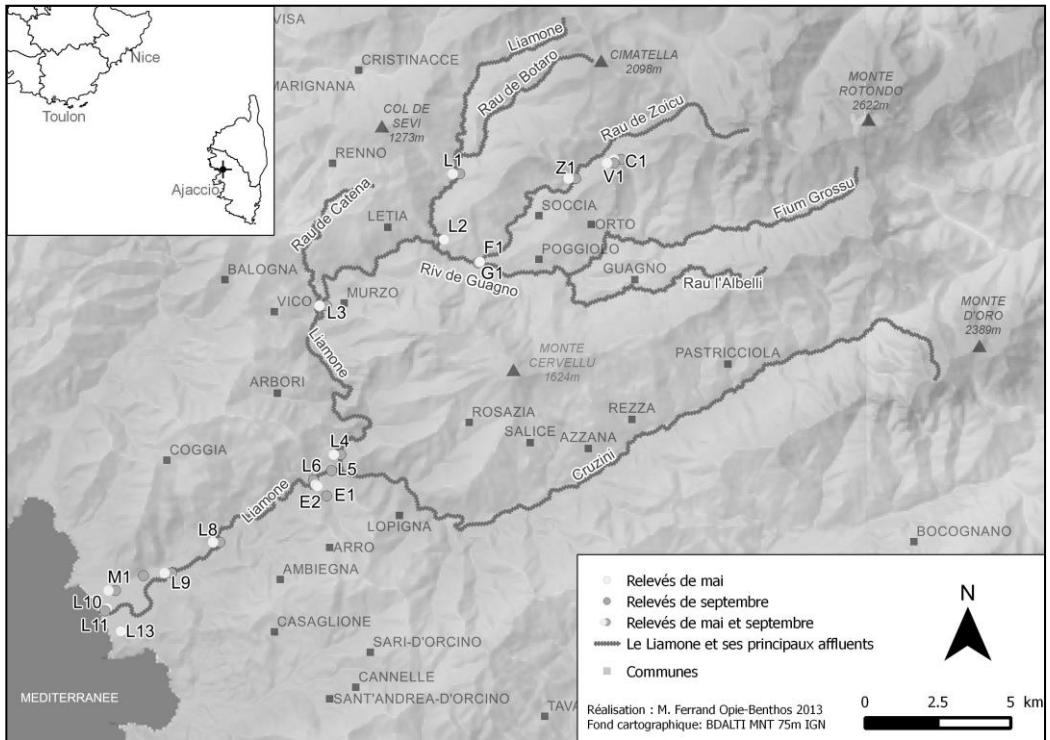 VISA
Nice
Toulon
Ajaccio
CRISTINACCE
MARIGNANA
COL DE
SEVI
1273m
Liamone
Rau de Botaro
CIMATELLA
2098m
MONTE
ROTONDO
2622m
Rau de Zoicu
RENNO
L1
Z1
C1
V1
Rau de Catena
LETIA
SOCCIA
ORTO
Fium Grossu
L2
F1
POGGIOLO
G1
Riv de Guagno
GUAGNO
Rau l'Albelli
BALOGNA
VICO
MURZO
L3
MONTE
D'ORO
2389m
Liamone
MONTE
CERVELLU
1624m
PASTRICCIOLA
ARBORI
ROSAZIA
REZZA
SALICE
AZZANA
Cruzini
COGGIA
L4
L6
L5
E2
E1
Liamone
LOPIGNA
L8
ARRO
BOCOGNANO
M1
L9
AMBIEGNA
L10
L11
L13
CASAGLIONE
SARI-D'ORCINO
CANNELLE
SANT'ANDREA-D'ORCINO
TAVA
MEDITERRANEE
Relevés de mai
Relevés de septembre
Relevés de mai et septembre
Le Liamone et ses principaux affluents
Communes
N
Réalisation : M. Ferrand Opie-Benthos 2013
Fond cartographique: BDALTI MNT 75m IGN
0 2.5 5 km